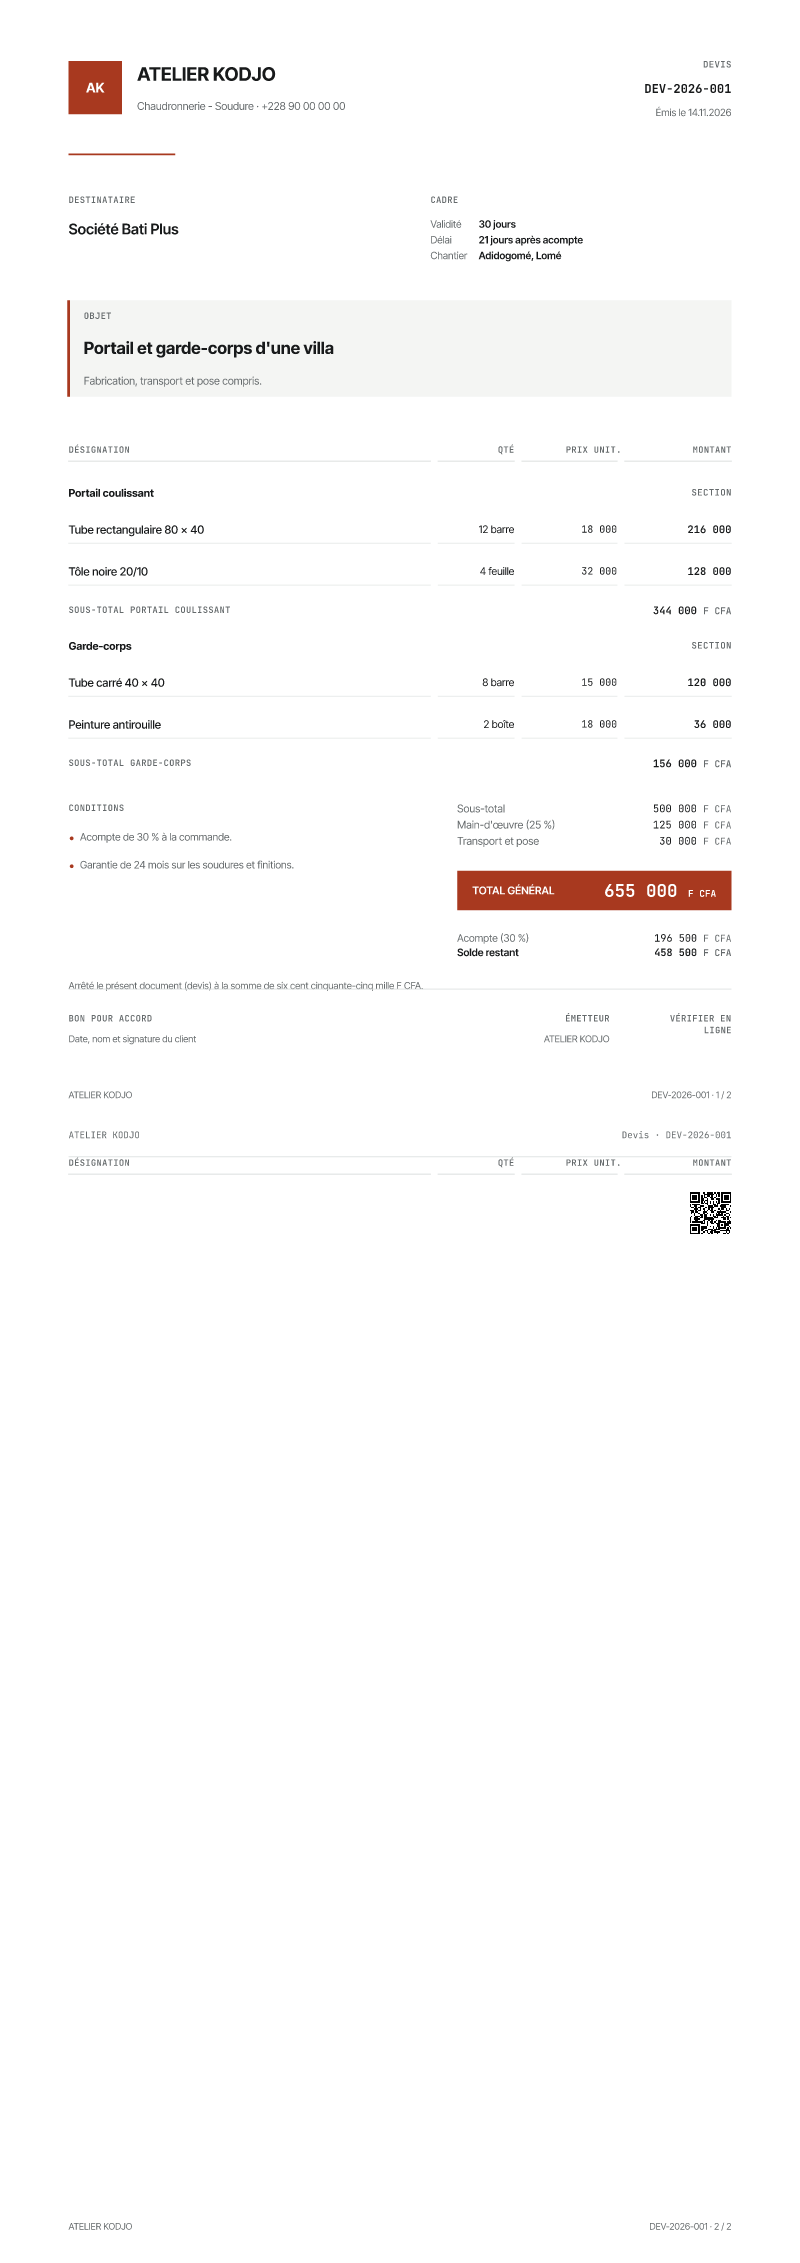 AK
ATELIER KODJO
Chaudronnerie - Soudure · +228 90 00 00 00
DEVIS
DEV-2026-001
Émis le 14.11.2026
DESTINATAIRE
Société Bati Plus
CADRE
Validité 30 jours
Délai 21 jours après acompte
Chantier Adidogomé, Lomé
OBJET
Portail et garde-corps d'une villa
Fabrication, transport et pose compris.
DÉSIGNATION QTÉ PRIX UNIT. MONTANT
Portail coulissant SECTION
Tube rectangulaire 80 × 40 12 barre 18 000 216 000
Tôle noire 20/10 4 feuille 32 000 128 000
SOUS-TOTAL PORTAIL COULISSANT 344 000 F CFA
Garde-corps SECTION
Tube carré 40 × 40 8 barre 15 000 120 000
Peinture antirouille 2 boîte 18 000 36 000
SOUS-TOTAL GARDE-CORPS 156 000 F CFA
CONDITIONS
• Acompte de 30 % à la commande.
• Garantie de 24 mois sur les soudures et finitions.
Sous-total 500 000 F CFA
Main-d'œuvre (25 %) 125 000 F CFA
Transport et pose 30 000 F CFA
TOTAL GÉNÉRAL 655 000 F CFA
Acompte (30 %) 196 500 F CFA
Solde restant 458 500 F CFA
Arrêté le présent document (devis) à la somme de six cent cinquante-cinq mille F CFA.
BON POUR ACCORD
Date, nom et signature du client
ÉMETTEUR
ATELIER KODJO
VÉRIFIER EN
LIGNE
ATELIER KODJO DEV-2026-001 · 1 / 2
ATELIER KODJO Devis · DEV-2026-001
DÉSIGNATION QTÉ PRIX UNIT. MONTANT
ATELIER KODJO DEV-2026-001 · 2 / 2